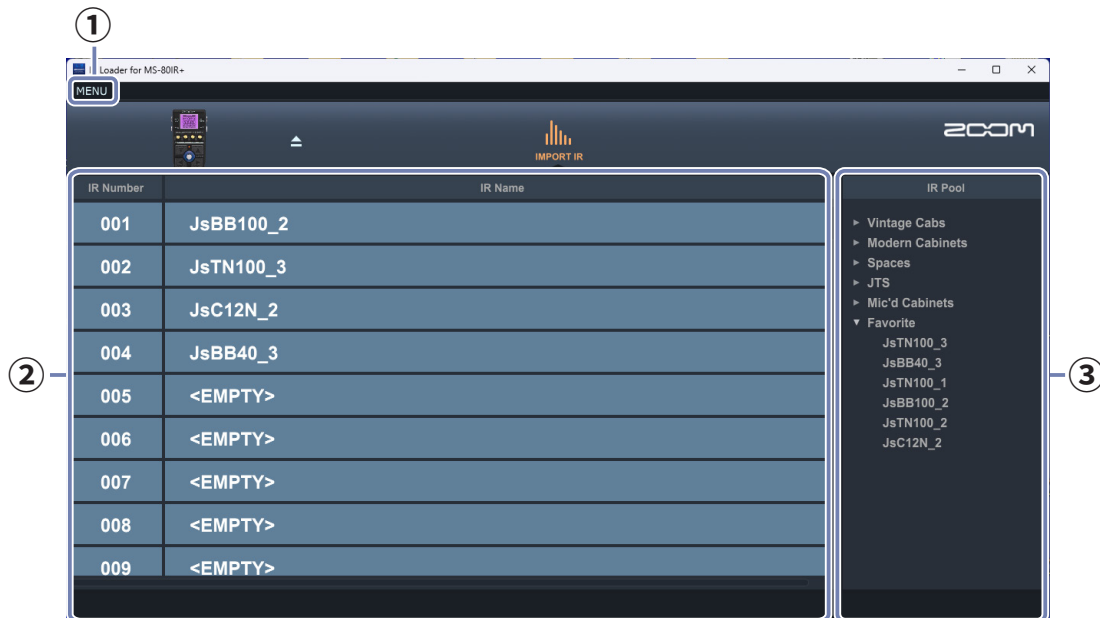 ①
Loader for MS-80IR+
MENU
IMPORT IR
ZOOM
IR Number IR Name
001 JsBB100_2
002 JsTN100_3
003 JsC12N_2
004 JsBB40_3
005 <EMPTY>
006 <EMPTY>
007 <EMPTY>
008 <EMPTY>
009 <EMPTY>
②
IR Pool
► Vintage Cabs
► Modern Cabinets
► Spaces
► JTS
► Mic'd Cabinets
▼ Favorite
JsTN100_3
JsBB40_3
JsTN100_1
JsBB100_2
JsTN100_2
JsC12N_2
③